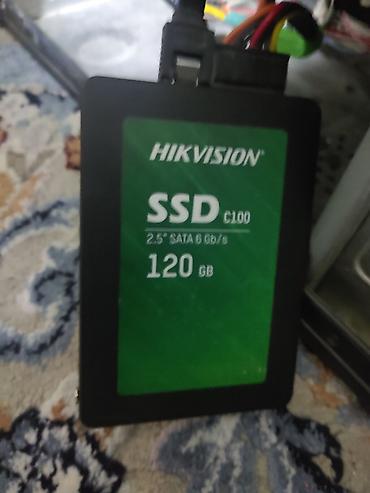 HIKVISION
SSD C100
2.5" SATA 6 Gb/s
120 GB